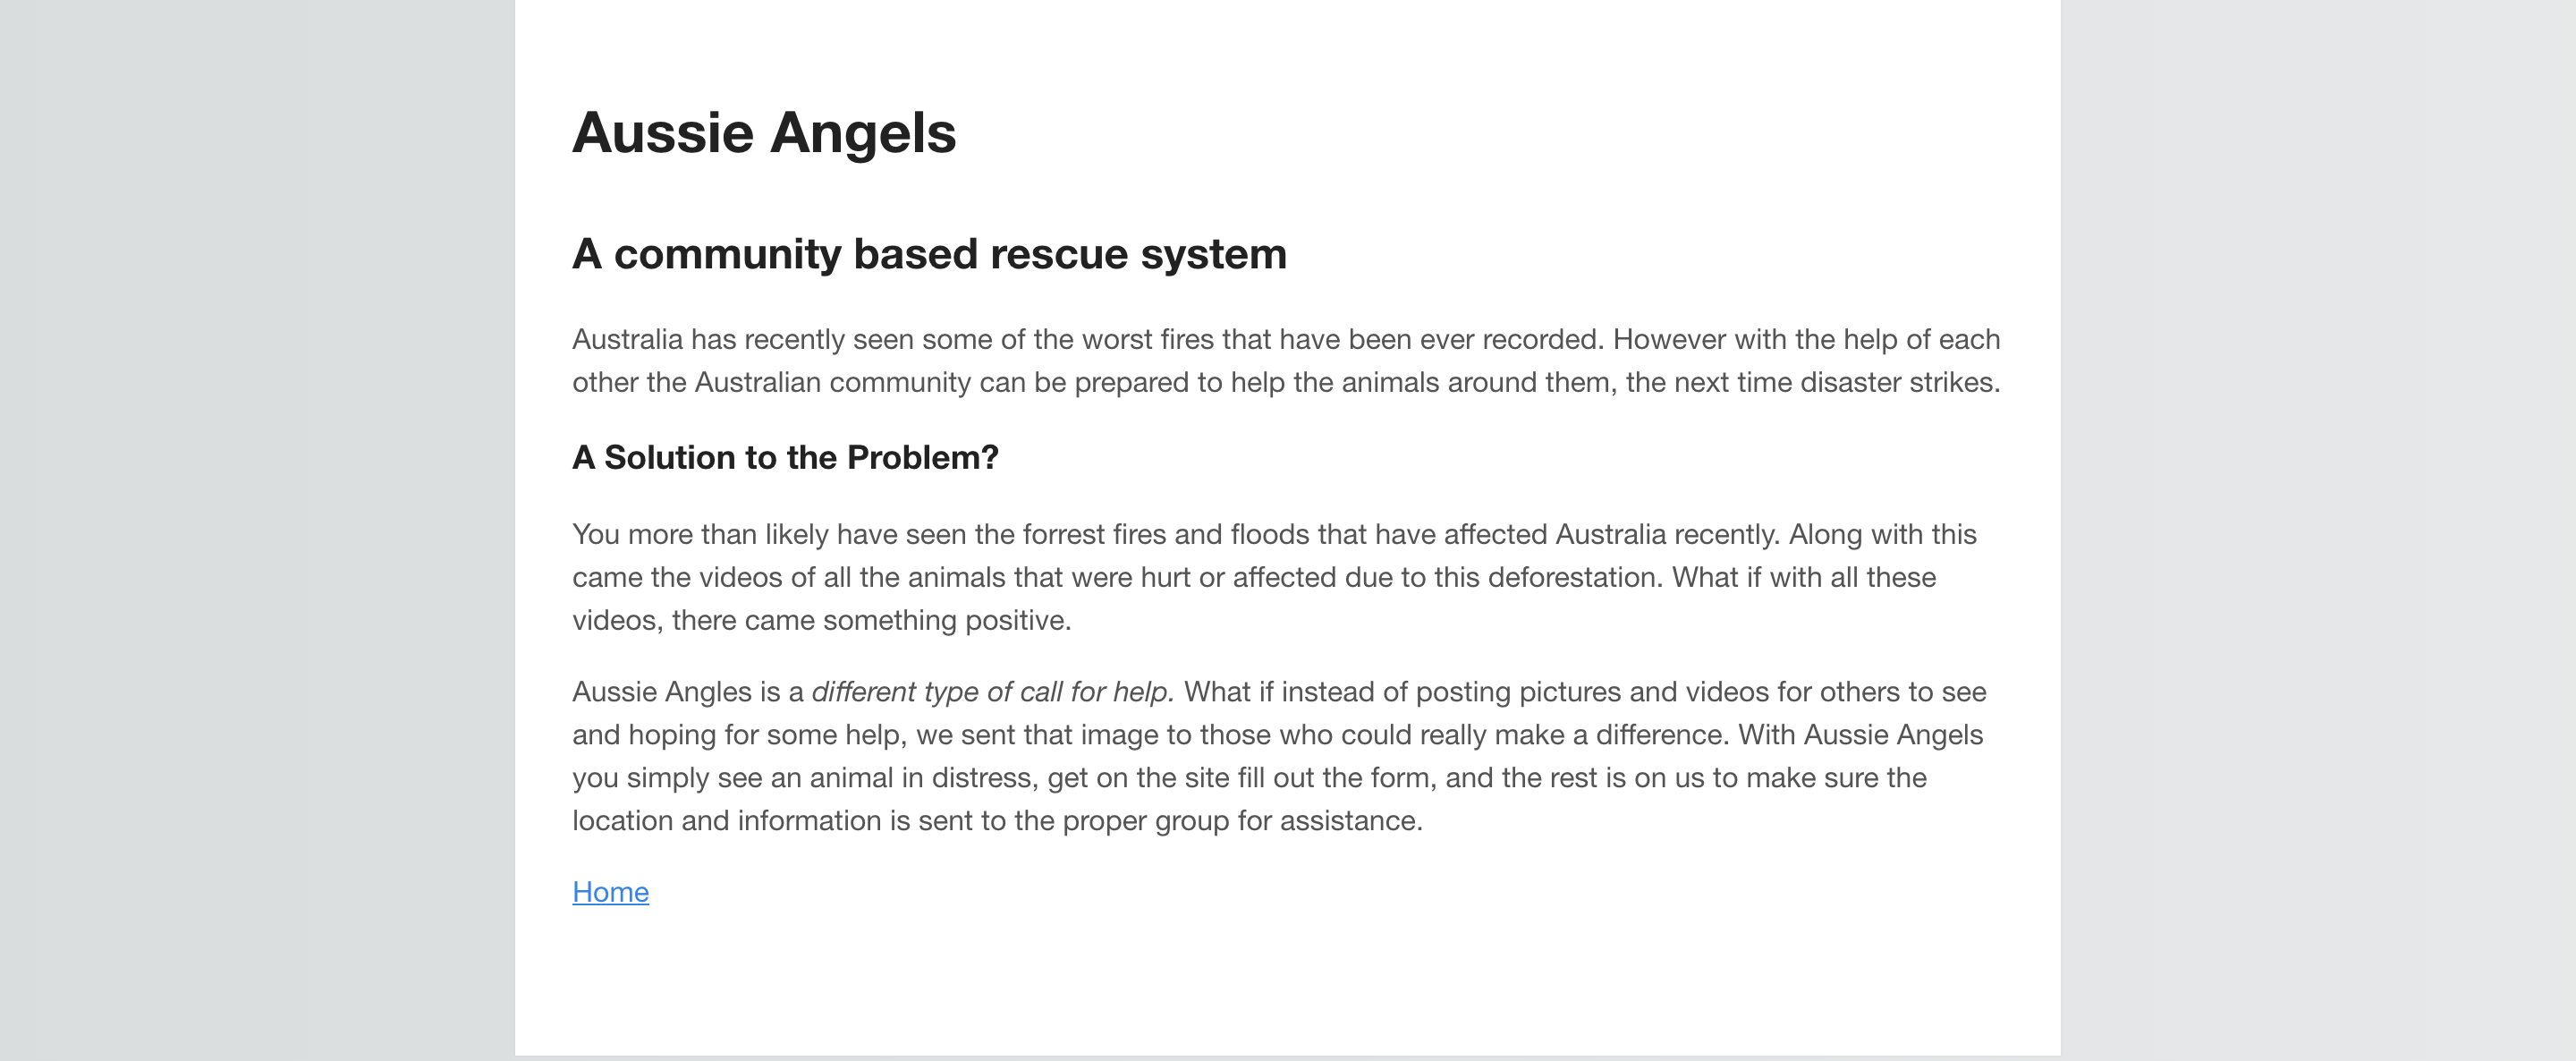 Aussie Angels
A community based rescue system
Australia has recently seen some of the worst fires that have been ever recorded. However with the help of each
other the Australian community can be prepared to help the animals around them, the next time disaster strikes.
A Solution to the Problem?
You more than likely have seen the forrest fires and floods that have affected Australia recently. Along with this
came the videos of all the animals that were hurt or affected due to this deforestation. What if with all these
videos, there came something positive.
Aussie Angles is a different type of call for help. What if instead of posting pictures and videos for others to see
and hoping for some help, we sent that image to those who could really make a difference. With Aussie Angels
you simply see an animal in distress, get on the site fill out the form, and the rest is on us to make sure the
location and information is sent to the proper group for assistance.
Home